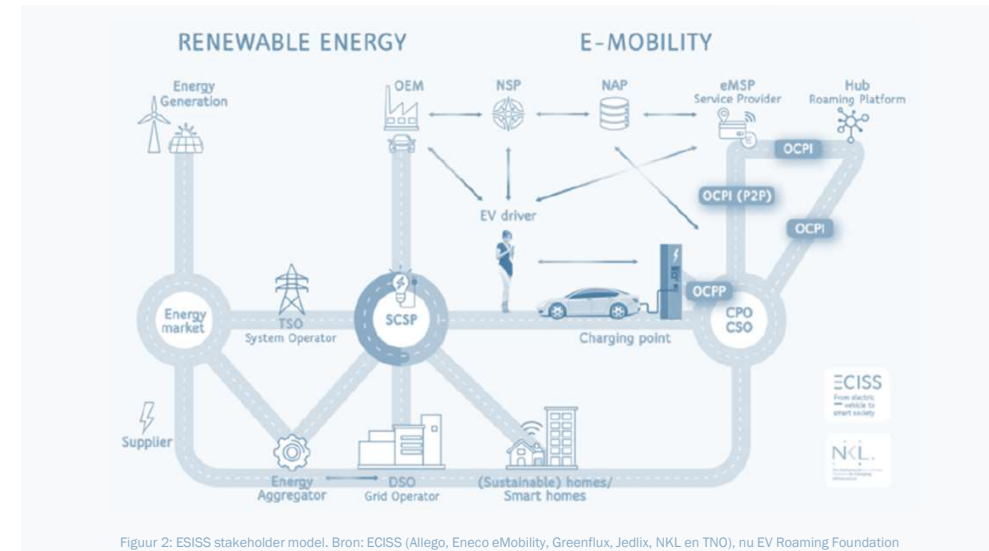 RENEWABLE ENERGY
E-MOBILITY
Energy
Generation
OEM
NSP
NAP
eMSP
Service Provider
Hub
Roaming Platform
OCPI
OCPI (P2P)
OCPI
EV driver
OCPP
Energy
market
TSO
System Operator
SCSP
CPO
CSO
Charging point
ECISS
From electric
vehicle to
smart society
Supplier
NKL.
Energy
Aggregator
DSO
Grid Operator
(Sustainable) homes/
Smart homes
Figuur 2: ESISS stakeholder model. Bron: ECISS (Allego, Eneco eMobility, Greenflux, Jedlix, NKL en TNO), nu EV Roaming Foundation